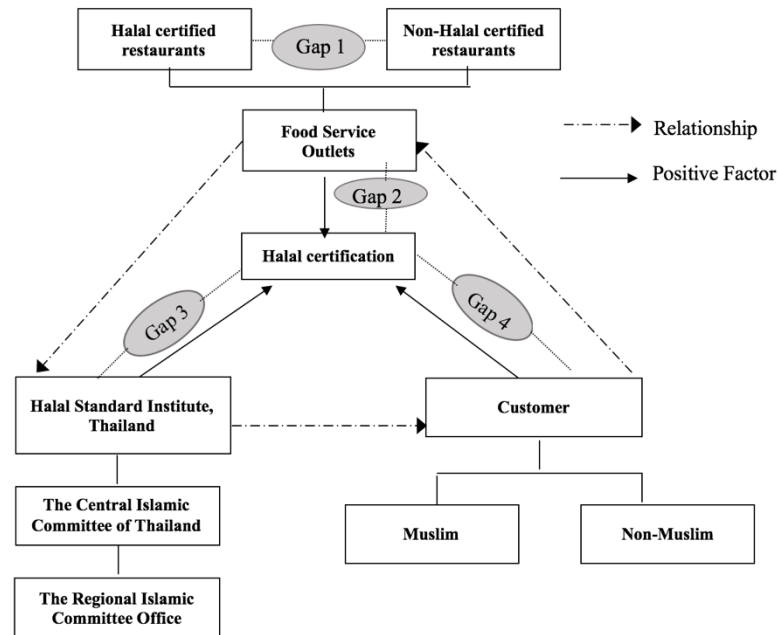 Halal certified
restaurants
Gap 1
Non-Halal certified
restaurants
Food Service
Outlets
Relationship
Positive Factor
Gap 2
Halal certification
Gap 3
Gap 4
Halal Standard Institute,
Thailand
Customer
The Central Islamic
Committee of Thailand
Muslim
Non-Muslim
The Regional Islamic
Committee Office